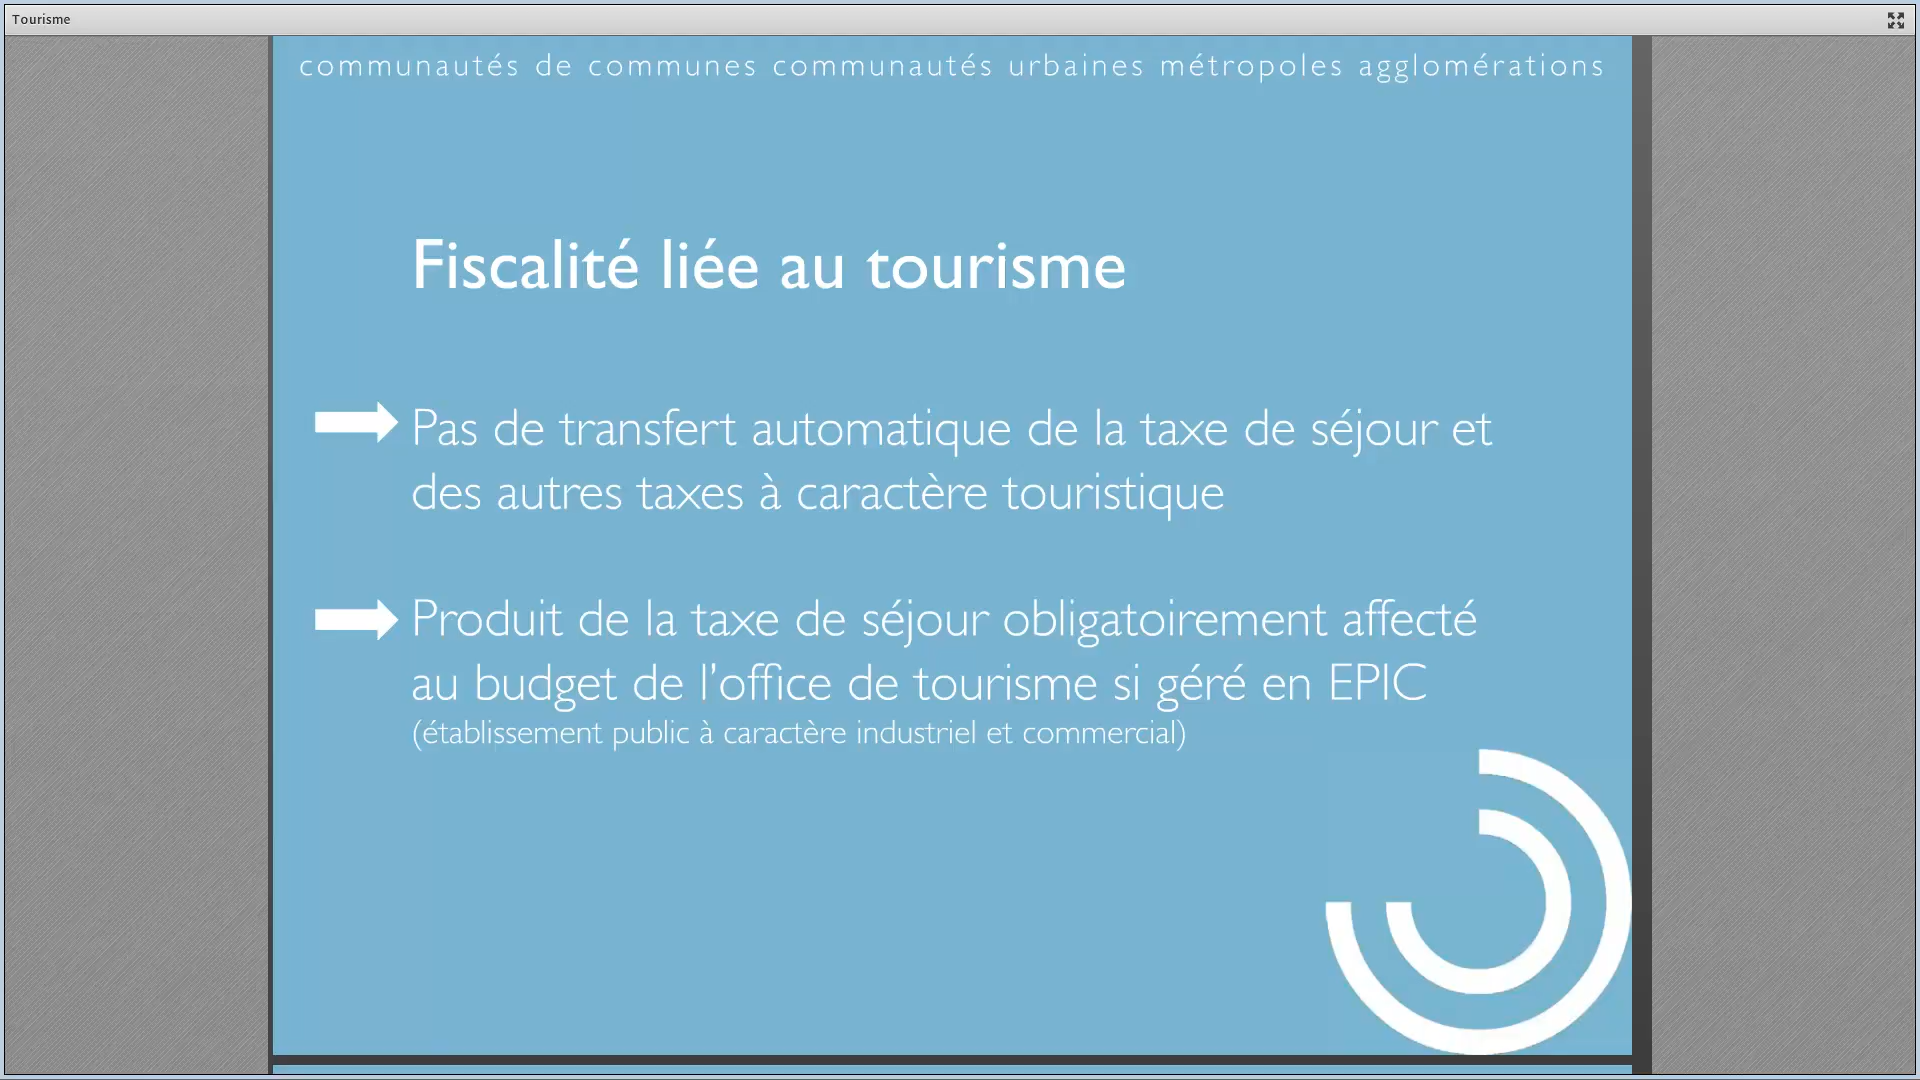 Tourisme
communautés de communes communautés urbaines métropoles agglomérations
Fiscalité liée au tourisme
Pas de transfert automatique de la taxe de séjour et
des autres taxes à caractère touristique
Produit de la taxe de séjour obligatoirement affecté
au budget de l’office de tourisme si géré en EPIC
(établissement public à caractère industriel et commercial)